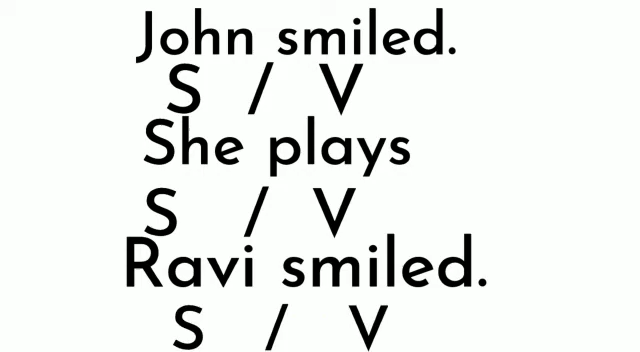 John smiled.
S / V
She plays
S / V
Ravi smiled.
S / V